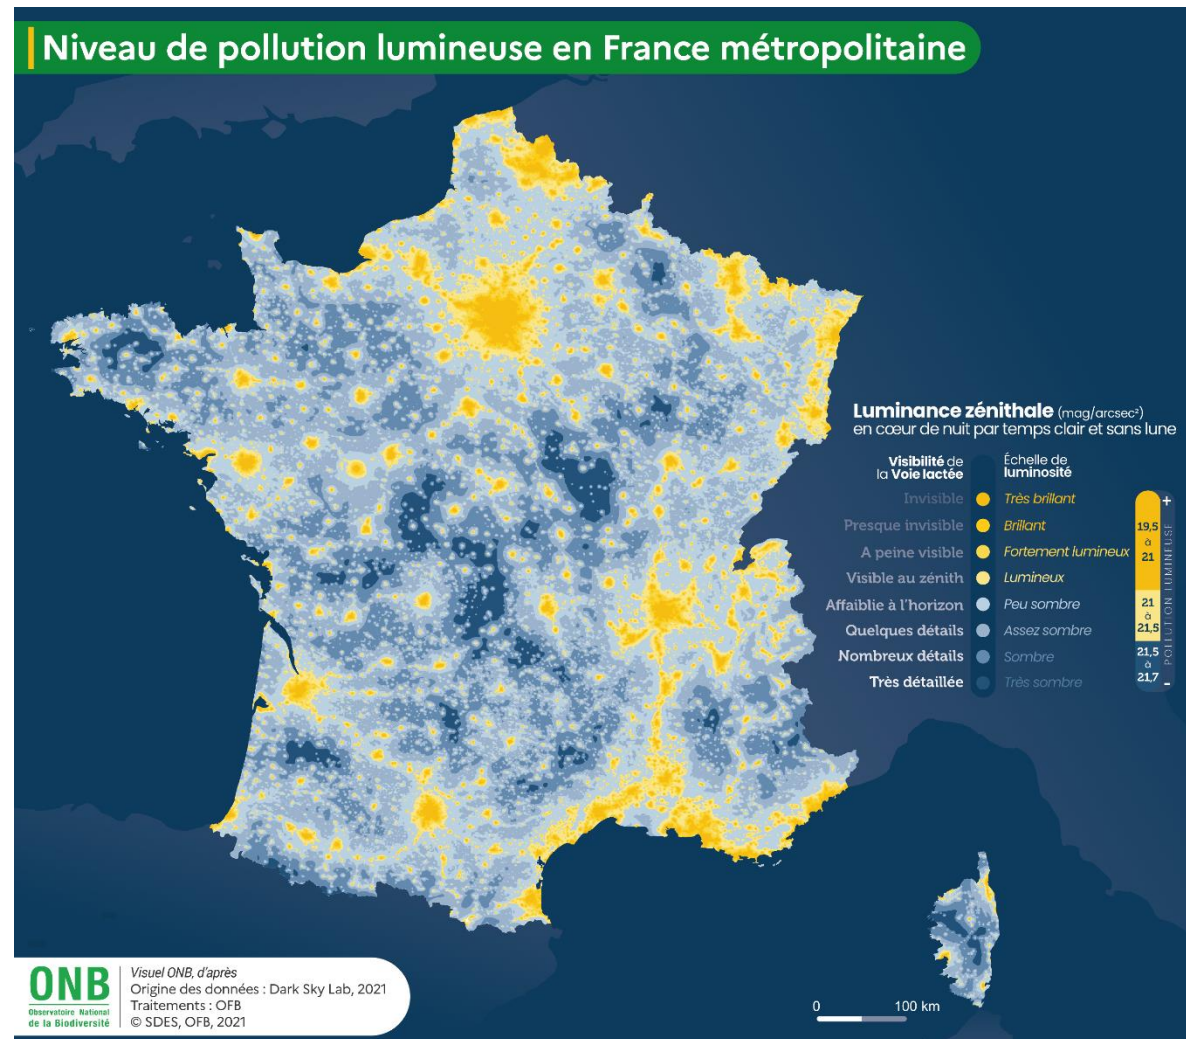 Niveau de pollution lumineuse en France métropolitaine
Luminance zénithale (mag/arcsec²)
en cœur de nuit par temps clair et sans lune
Visibilité de
la Voie lactée
Échelle de
luminosité
Invisible Très brillant
Presque invisible Brillant
A peine visible Fortement lumineux
Visible au zénith Lumineux
Affaiblie à l'horizon Peu sombre
Quelques détails Assez sombre
Nombreux détails Sombre
Très détaillée Très sombre
+
19,5
à
21
21
à
21,5
21,5
à
21,7
-
POLLUTION LUMINEUSE
ONB
Observatoire National
de la Biodiversité
Visuel ONB, d'après
Origine des données : Dark Sky Lab, 2021
Traitements : OFB
© SDES, OFB, 2021
0 100 km